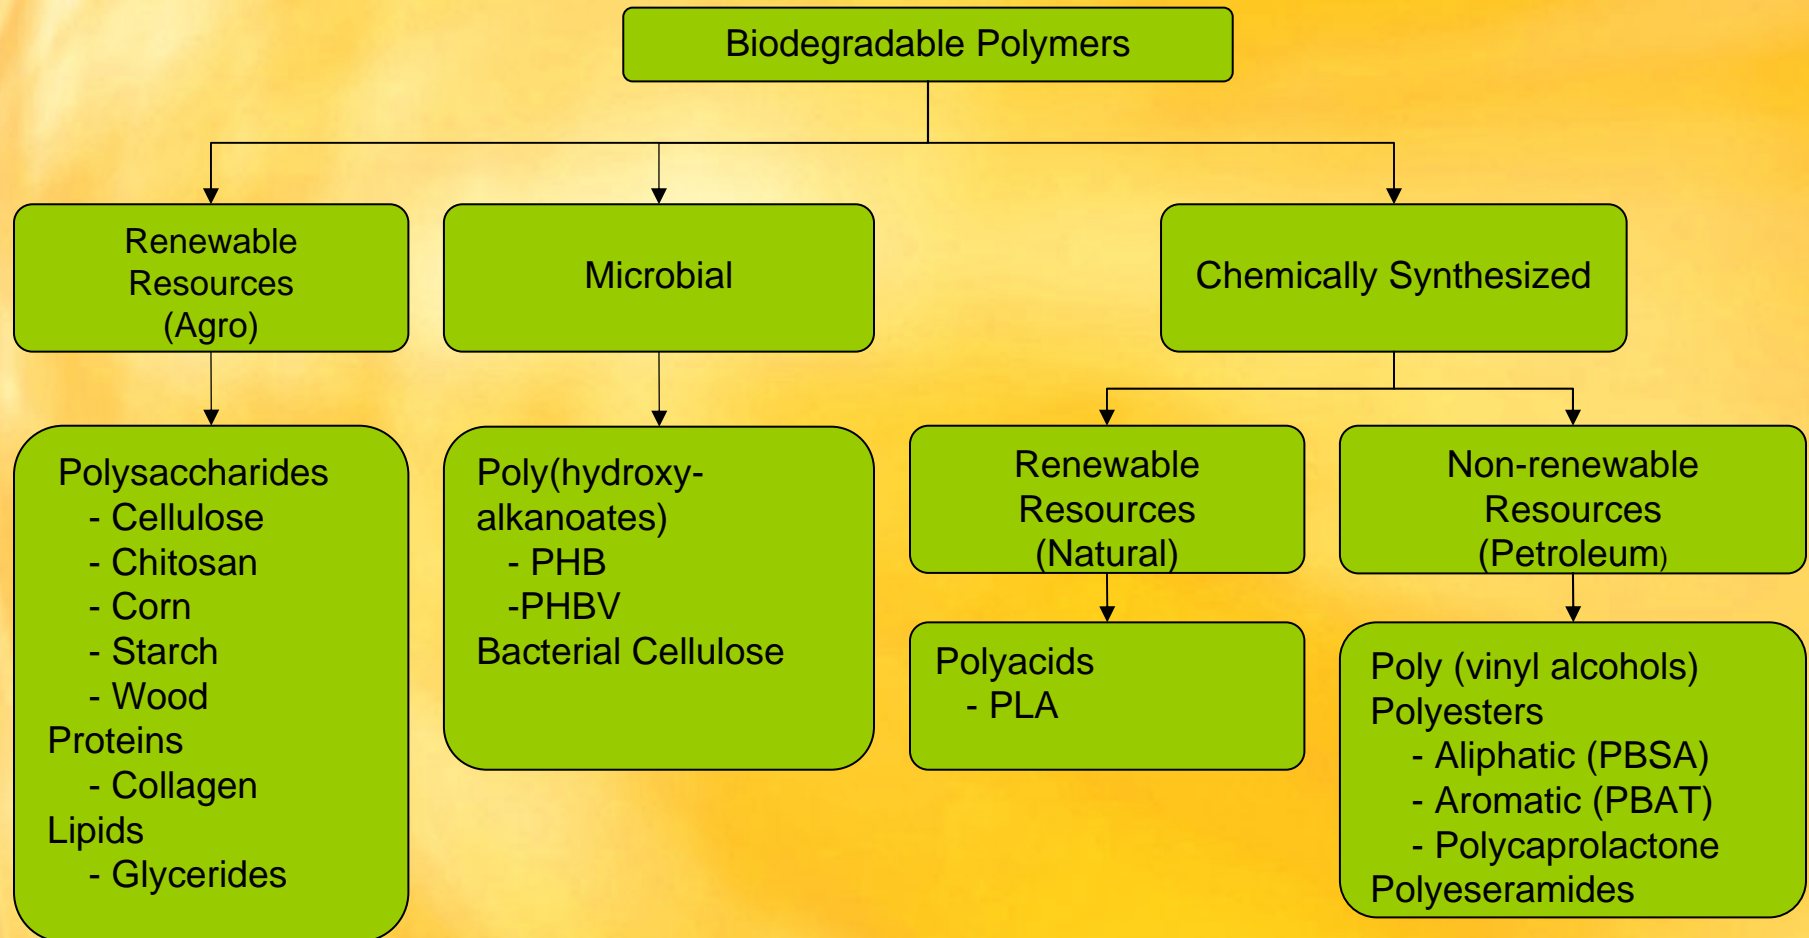 Biodegradable Polymers
Renewable
Resources
(Agro)
Microbial
Chemically Synthesized
Polysaccharides
- Cellulose
- Chitosan
- Corn
- Starch
- Wood
Proteins
- Collagen
Lipids
- Glycerides
Poly(hydroxy-
alkanoates)
- PHB
-PHBV
Bacterial Cellulose
Renewable
Resources
(Natural)
Non-renewable
Resources
(Petroleum)
Polyacids
- PLA
Poly (vinyl alcohols)
Polyesters
- Aliphatic (PBSA)
- Aromatic (PBAT)
- Polycaprolactone
Polyeseramides